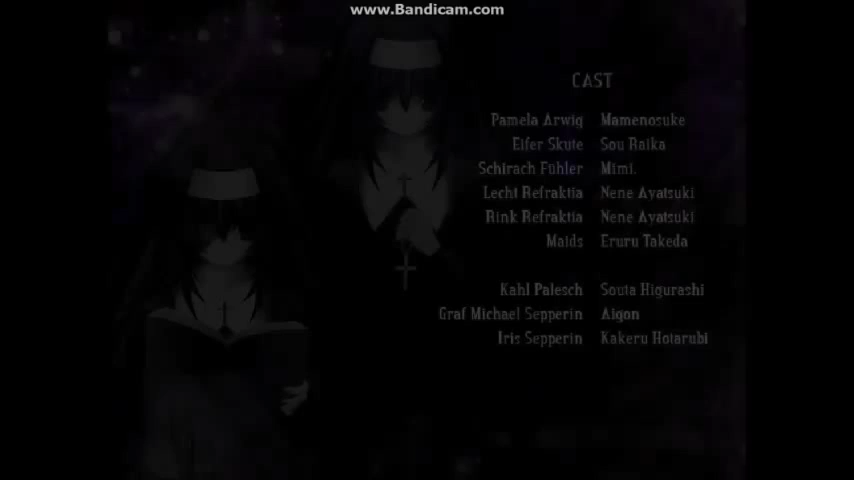 www.Bandicam.com
CAST
Pamela Arwig Mamenosuke
Eifer Skute Sou Raika
Schirach Fühler Mimi.
Lecht Refraktia Nene Ayatsuki
Rink Refraktia Nene Ayatsuki
Maids Eruru Takeda
Kahl Palesch Souta Higurashi
Graf Michael Sepperin Aigon
Iris Sepperin Kakeru Hotarubi